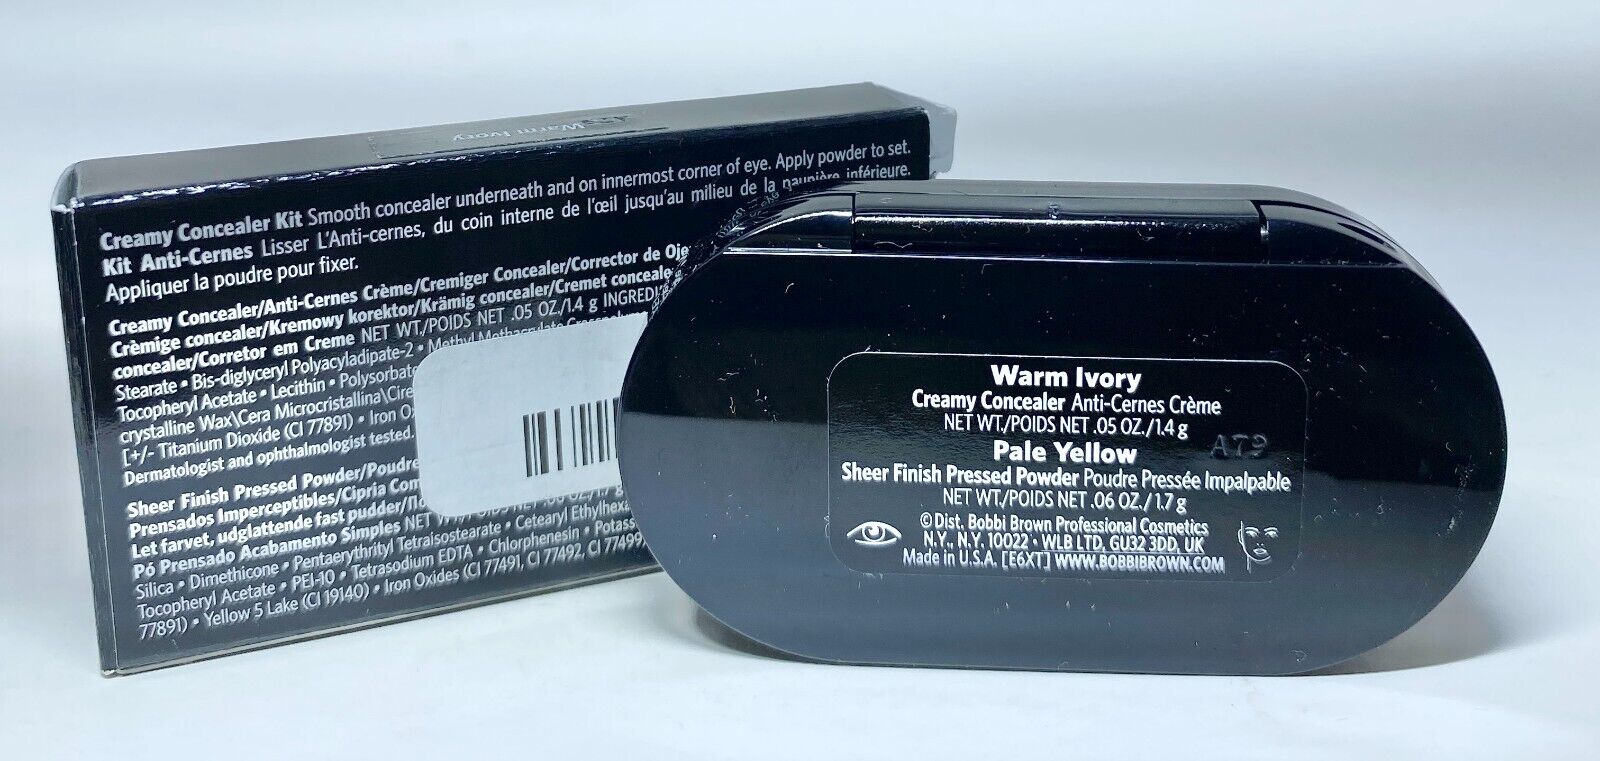 Warm Ivory
Creamy Concealer Kit Smooth concealer underneath and on innermost corner of eye. Apply powder to set.
Kit Anti-Cernes Lisser L'Anti-cernes, du coin interne de l'œil jusqu'au milieu de la paupière inférieure.
Appliquer la poudre pour fixer.
Creamy Concealer/Anti-Cernes Crème/Cremiger Concealer/Corrector de Oje
Crèmige concealer/Kremowy korektor/Krämig concealer/Cremet conceale
concealer/Corretor em Creme NET WT./POIDS NET .05 OZ./1.4 g INGREDI
Stearate • Bis-diglyceryl Polyacyladipate-2 • Methyl Methacrylate
Tocopheryl Acetate • Lecithin • Polysorbate
crystalline Wax\Cera Microcristallina\Cire
[+/- Titanium Dioxide (CI 77891) • Iron Ox
Dermatologist and ophthalmologist tested.
Sheer Finish Pressed Powder/Poudre
Prensados Imperceptibles/Cipria Com
Let farvet, udglattende fast pudder/По
Pó Prensado Acabamento Simples NET
Silica • Dimethicone • Pentaerythrityl Tetraisostearate • Cetearyl Ethylhexa
Tocopheryl Acetate • PEI-10 • Tetrasodium EDTA • Chlorphenesin • Potass
77891) • Yellow 5 Lake (CI 19140) • Iron Oxides (CI 77491, CI 77492, CI 77499
Warm Ivory
Creamy Concealer Anti-Cernes Crème
NET WT./POIDS NET .05 OZ./1.4 g
A79
Pale Yellow
Sheer Finish Pressed Powder Poudre Pressée Impalpable
NET WT./POIDS NET .06 OZ./1.7 g
© Dist. Bobbi Brown Professional Cosmetics
N.Y., N.Y. 10022 • WLB LTD, GU32 3DD, UK
Made in U.S.A. [E6XT] WWW.BOBBIBROWN.COM